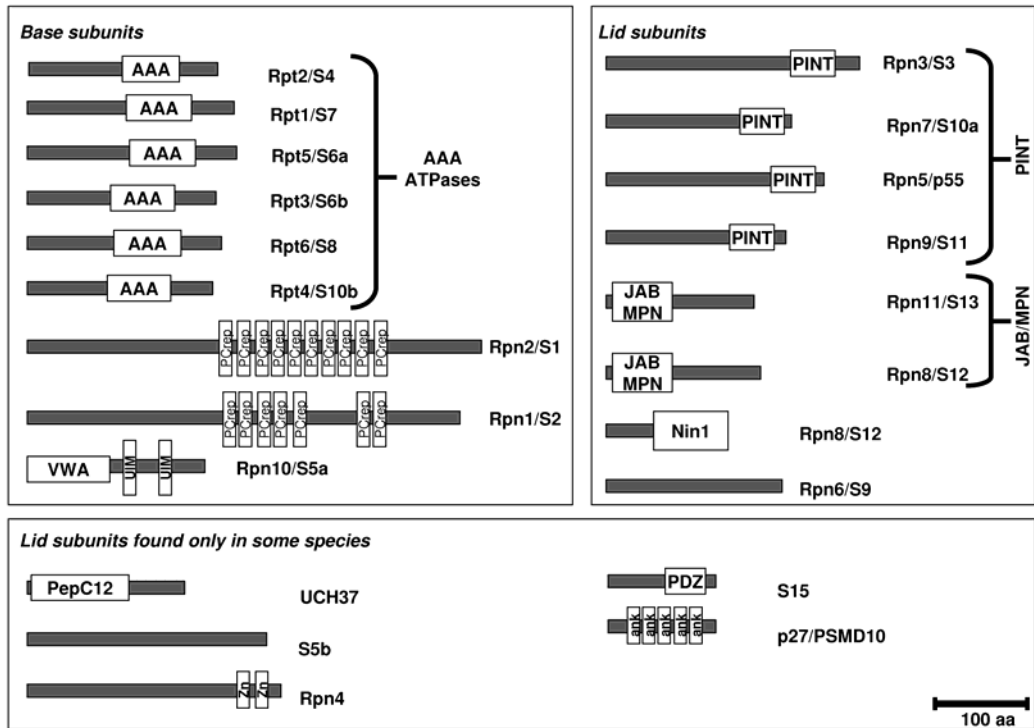 Base subunits
AAA Rpt2/S4
AAA Rpt1/S7
AAA Rpt5/S6a
AAA Rpt3/S6b
AAA Rpt6/S8
AAA Rpt4/S10b
AAA
ATPases
PCrep PCrep PCrep PCrep PCrep PCrep PCrep PCrep PCrep Rpn2/S1
PCrep PCrep PCrep PCrep PCrep PCrep PCrep Rpn1/S2
VWA UIM UIM Rpn10/S5a
Lid subunits
PINT Rpn3/S3
PINT Rpn7/S10a
PINT Rpn5/p55
PINT Rpn9/S11
PINT
JAB
MPN Rpn11/S13
JAB
MPN Rpn8/S12
JAB/MPN
Nin1 Rpn8/S12
Rpn6/S9
Lid subunits found only in some species
PepC12 UCH37
S5b
Zn Zn Rpn4
PDZ S15
ank ank ank ank ank p27/PSMD10
100 aa